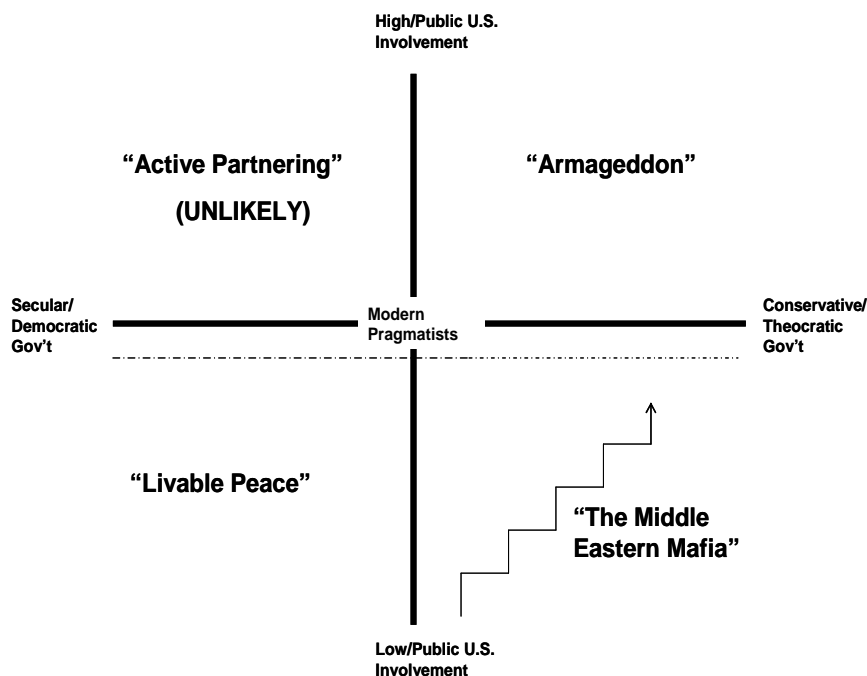 High/Public U.S.
Involvement
“Active Partnering”
(UNLIKELY)
“Armageddon”
Secular/
Democratic
Gov’t
Modern
Pragmatists
Conservative/
Theocratic
Gov’t
“Livable Peace”
“The Middle
Eastern Mafia”
Low/Public U.S.
Involvement